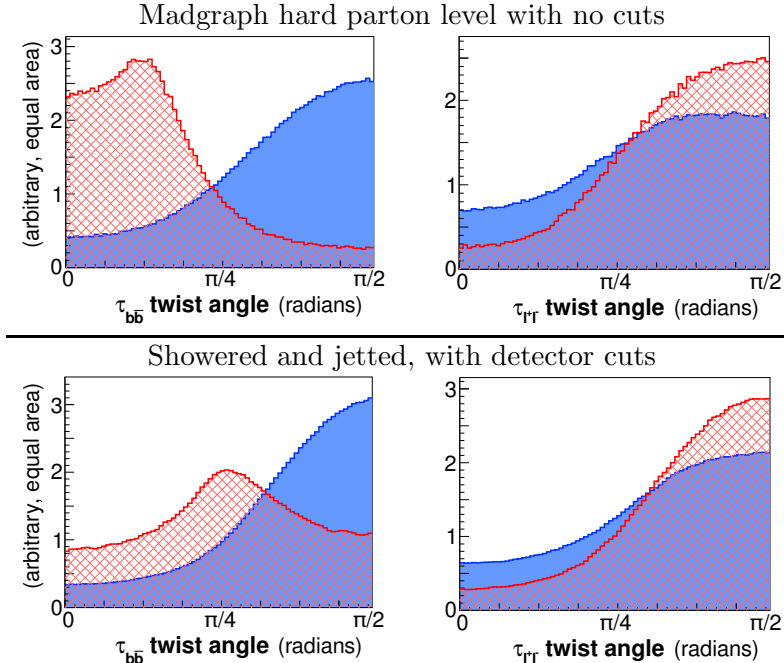 Madgraph hard parton level with no cuts
(arbitrary, equal area)
3
2
1
0
0 π/4 π/2
τbb̅ twist angle (radians)
2
1
0
0 π/4 π/2
τl⁺l⁻ twist angle (radians)
Showered and jetted, with detector cuts
(arbitrary, equal area)
3
2
1
0
0 π/4 π/2
τbb̅ twist angle (radians)
3
2
1
0
0 π/4 π/2
τl⁺l⁻ twist angle (radians)